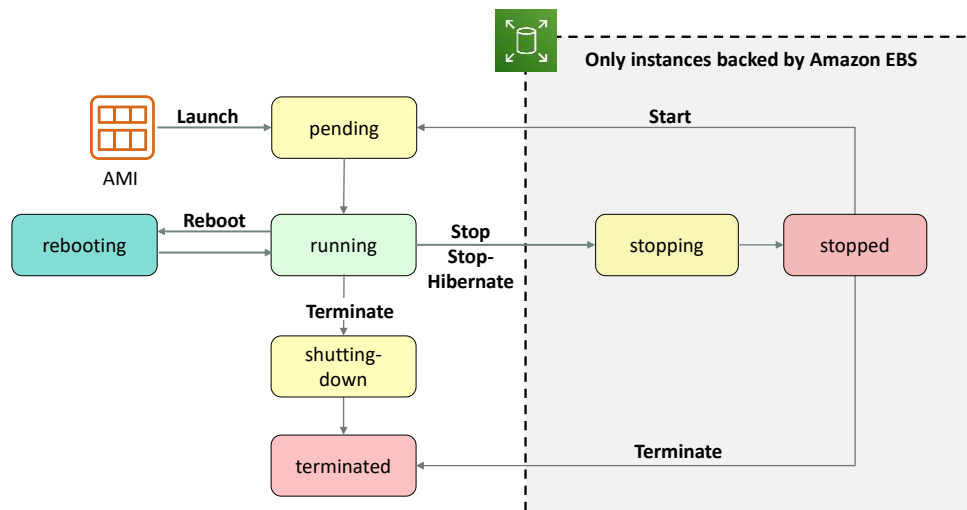 Only instances backed by Amazon EBS
Launch
pending
Start
AMI
rebooting
Reboot
running
Stop
Stop-
Hibernate
stopping
stopped
Terminate
shutting-
down
terminated
Terminate